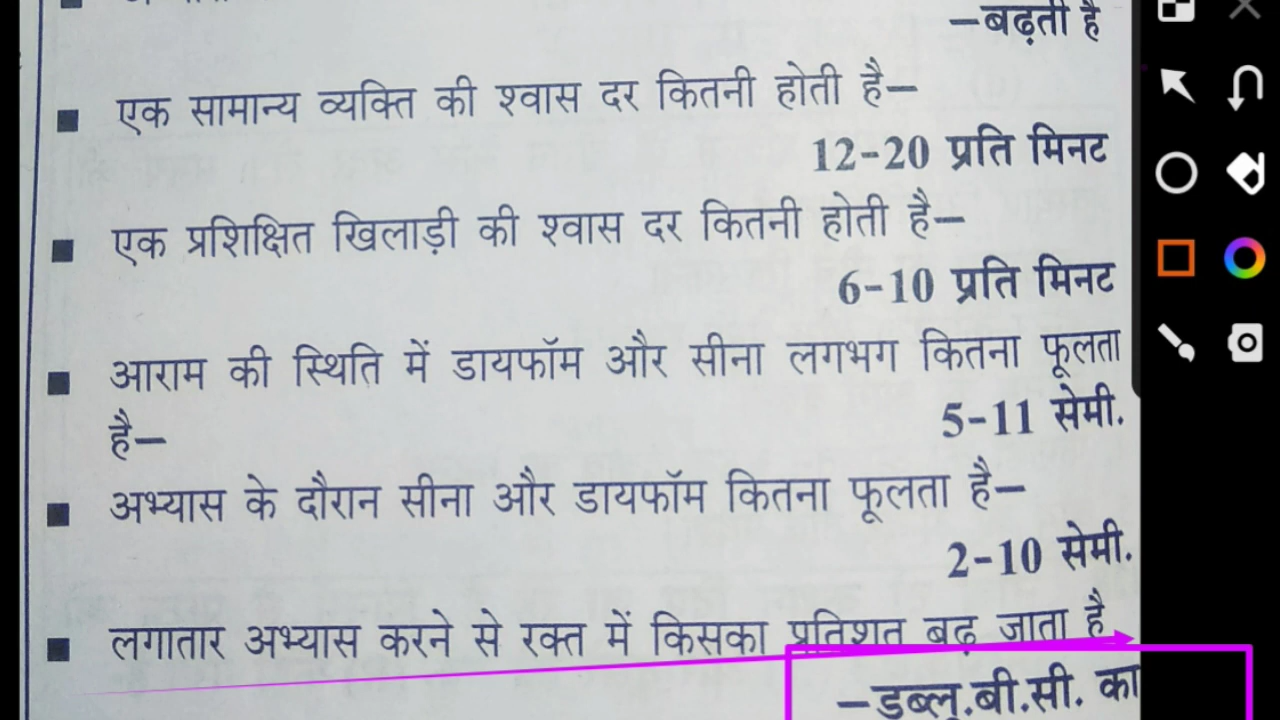 –बढ़ती है
एक सामान्य व्यक्ति की श्वास दर कितनी होती है–
12-20 प्रति मिनट
एक प्रशिक्षित खिलाड़ी की श्वास दर कितनी होती है–
6-10 प्रति मिनट
आराम की स्थिति में डायफॉम और सीना लगभग कितना फूलता
है–
5-11 सेमी.
अभ्यास के दौरान सीना और डायफॉम कितना फूलता है–
2-10 सेमी.
लगातार अभ्यास करने से रक्त में किसका प्रतिशत बढ़ जाता है
–डब्लू.बी.सी. का